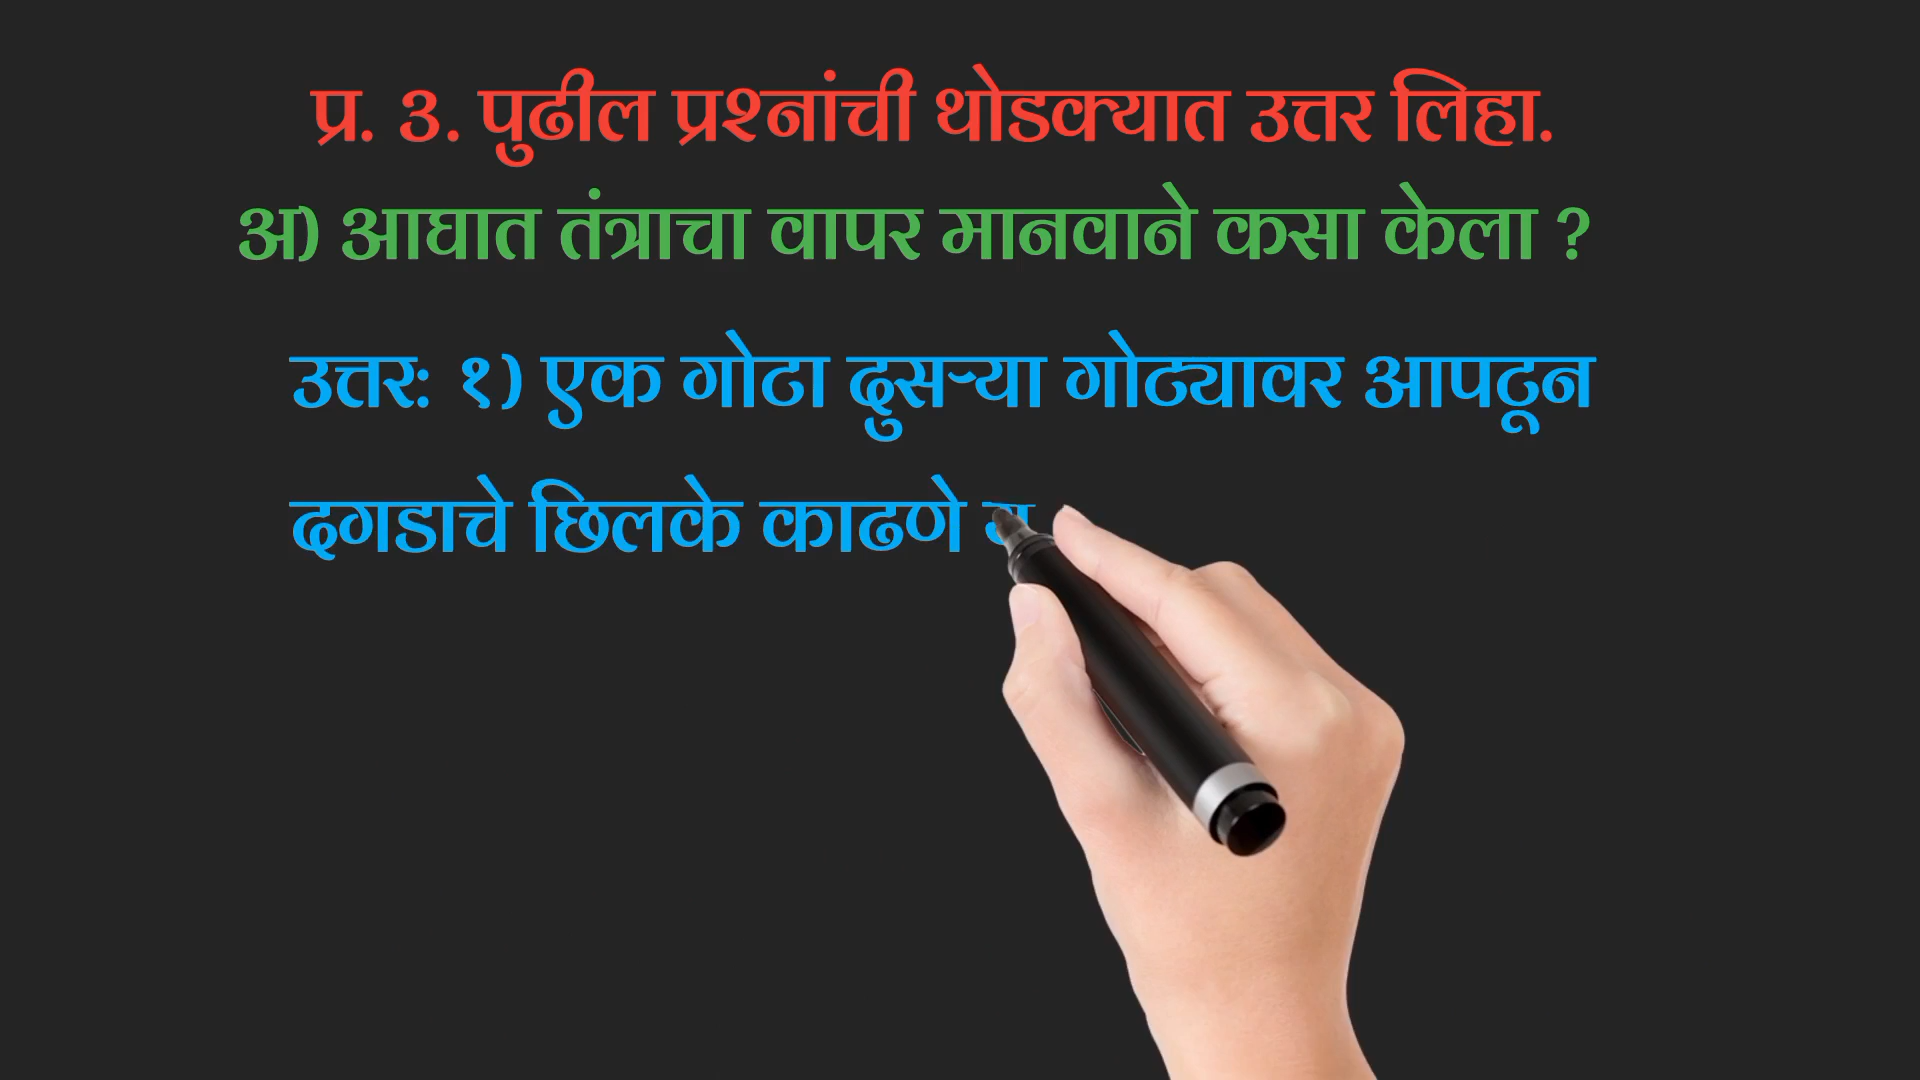 प्र. ३. पुढील प्रश्नांची थोडक्यात उत्तर लिहा.
अ) आघात तंत्राचा वापर मानवाने कसा केला ?
उत्तर: १) एक गोटा दुसऱ्या गोट्यावर आपटून
दगडाचे छिलके काढणे